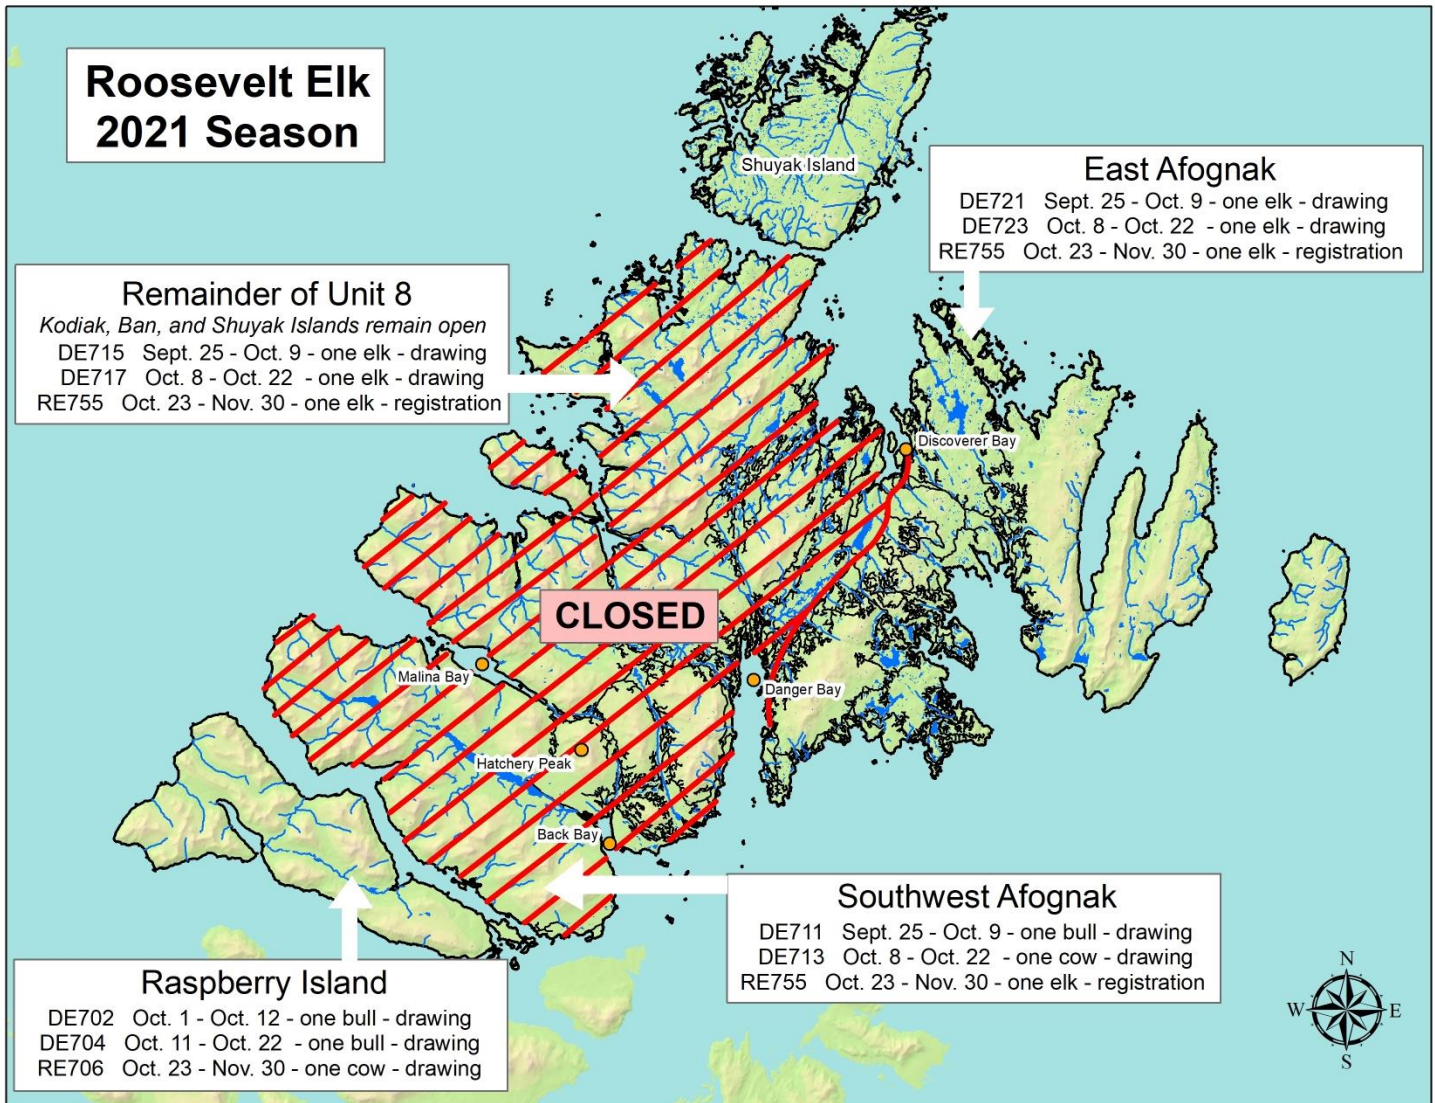 Roosevelt Elk
2021 Season
Shuyak Island
East Afognak
DE721 Sept. 25 - Oct. 9 - one elk - drawing
DE723 Oct. 8 - Oct. 22 - one elk - drawing
RE755 Oct. 23 - Nov. 30 - one elk - registration
Remainder of Unit 8
Kodiak, Ban, and Shuyak Islands remain open
DE715 Sept. 25 - Oct. 9 - one elk - drawing
DE717 Oct. 8 - Oct. 22 - one elk - drawing
RE755 Oct. 23 - Nov. 30 - one elk - registration
Discoverer Bay
CLOSED
Malina Bay
Danger Bay
Hatchery Peak
Back Bay
Southwest Afognak
DE711 Sept. 25 - Oct. 9 - one bull - drawing
DE713 Oct. 8 - Oct. 22 - one cow - drawing
RE755 Oct. 23 - Nov. 30 - one elk - registration
Raspberry Island
DE702 Oct. 1 - Oct. 12 - one bull - drawing
DE704 Oct. 11 - Oct. 22 - one bull - drawing
RE706 Oct. 23 - Nov. 30 - one cow - drawing
N
W E
S